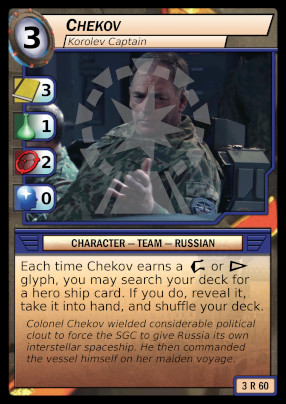 3
CHEKOV
Korolev Captain
3
1
2
0
CHARACTER — TEAM — RUSSIAN
Each time Chekov earns a or
glyph, you may search your deck for
a hero ship card. If you do, reveal it,
take it into hand, and shuffle your deck.
Colonel Chekov wielded considerable political
clout to force the SGC to give Russia its own
interstellar spaceship. He then commanded
the vessel himself on her maiden voyage.
3 R 60